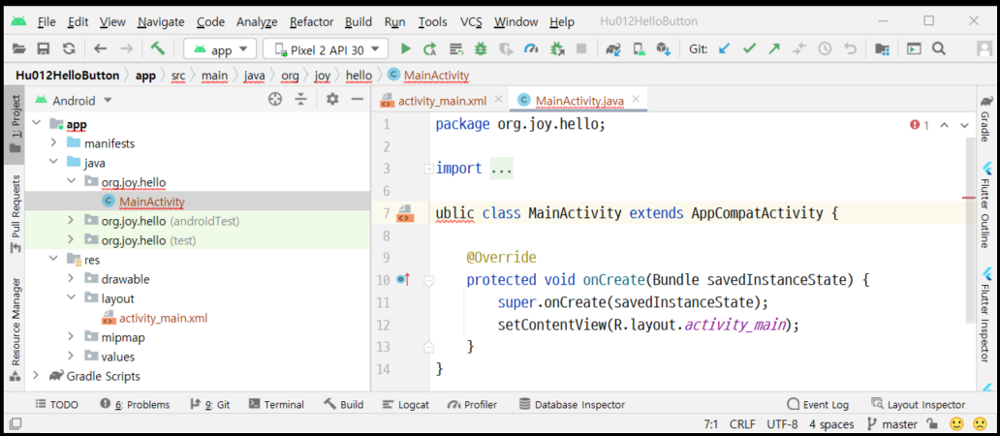 File Edit View Navigate Code Analyze Refactor Build Run Tools VCS Window Help Hu012HelloButton
app Pixel 2 API 30 Git:
Hu012HelloButton app src main java org joy hello MainActivity
1: Project
Pull Requests
Resource Manager
Android
app
manifests
java
org.joy.hello
MainActivity
org.joy.hello (androidTest)
org.joy.hello (test)
res
drawable
layout
activity_main.xml
mipmap
values
Gradle Scripts
activity_main.xml MainActivity.java
1 package org.joy.hello; 1
2
3 import ...
6
7 ublic class MainActivity extends AppCompatActivity {
8
9 @Override
10 protected void onCreate(Bundle savedInstanceState) {
11 super.onCreate(savedInstanceState);
12 setContentView(R.layout.activity_main);
13 }
14 }
Gradle
Flutter Outline
Flutter Inspector
TODO 6: Problems 9: Git Terminal Build Logcat Profiler Database Inspector Event Log Layout Inspector
7:1 CRLF UTF-8 4 spaces master